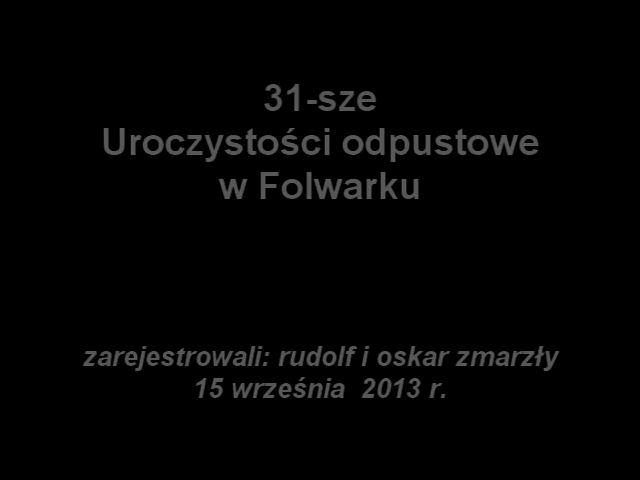 31-sze
Uroczystości odpustowe
w Folwarku
zarejestrowali: rudolf i oskar zmarzły
15 września 2013 r.